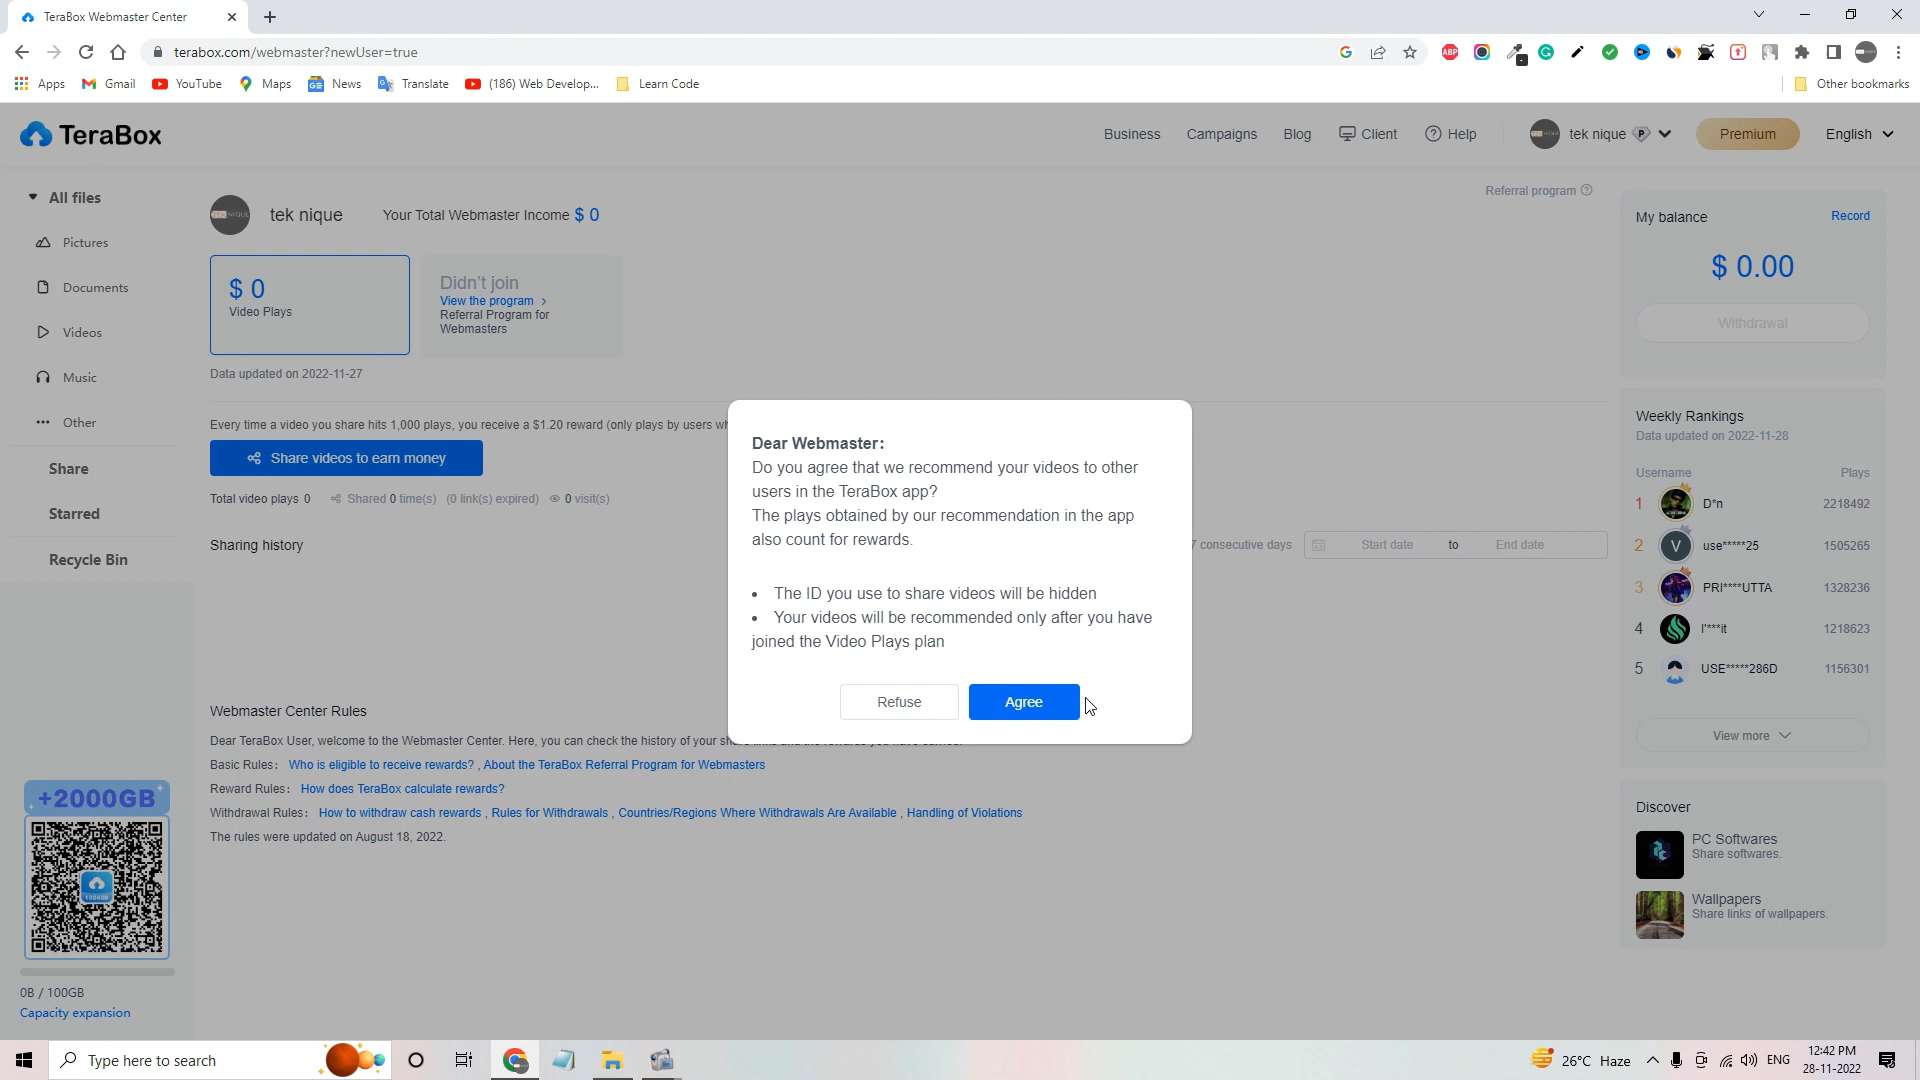 TeraBox Webmaster Center
terabox.com/webmaster?newUser=true
ABP
Apps
Gmail
YouTube
Maps
News
Translate
(186) Web Develop...
Learn Code
Other bookmarks
TeraBox
Business
Campaigns
Blog
Client
Help
tek nique
P
Premium
English
All files
Pictures
Documents
Videos
Music
Other
Share
Starred
Recycle Bin
+2000GB
1024GB
0B / 100GB
Capacity expansion
tek nique
Your Total Webmaster Income $ 0
Referral program
$ 0
Video Plays
Didn't join
View the program >
Referral Program for
Webmasters
Data updated on 2022-11-27
Every time a video you share hits 1,000 plays, you receive a $1.20 reward (only plays by users
Share videos to earn money
Total video plays 0
Shared 0 time(s) (0 link(s) expired)
0 visit(s)
Sharing history
7 consecutive days
Start date
to
End date
Dear Webmaster:
Do you agree that we recommend your videos to other
users in the TeraBox app?
The plays obtained by our recommendation in the app
also count for rewards.
• The ID you use to share videos will be hidden
• Your videos will be recommended only after you have
joined the Video Plays plan
Refuse
Agree
Webmaster Center Rules
Dear TeraBox User, welcome to the Webmaster Center. Here, you can check the history of your
Basic Rules: Who is eligible to receive rewards? , About the TeraBox Referral Program for Webmasters
Reward Rules: How does TeraBox calculate rewards?
Withdrawal Rules: How to withdraw cash rewards , Rules for Withdrawals , Countries/Regions Where Withdrawals Are Available , Handling of Violations
The rules were updated on August 18, 2022.
My balance
Record
$ 0.00
Withdrawal
Weekly Rankings
Data updated on 2022-11-28
Username
Plays
1 D*n 2218492
2 V use*****25 1505265
3 PRI****UTTA 1328236
4 I'***it 1218623
5 USE*****286D 1156301
View more
Discover
PC Softwares
Share softwares.
Wallpapers
Share links of wallpapers.
Type here to search
26°C Haze
ENG
12:42 PM
28-11-2022